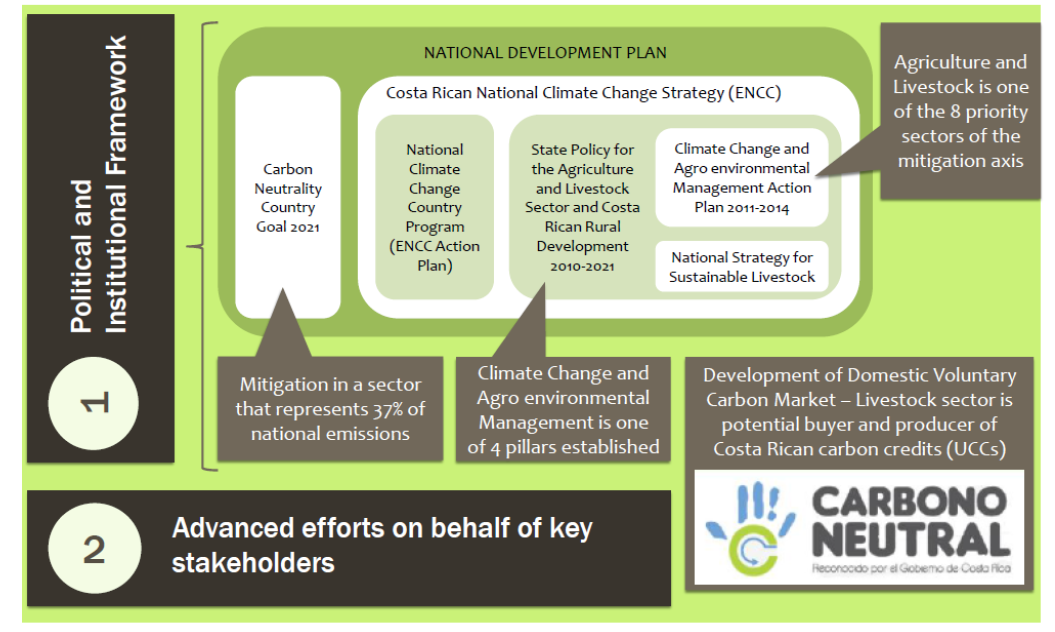 Political and
Institutional Framework
1
NATIONAL DEVELOPMENT PLAN
Carbon
Neutrality
Country
Goal 2021
Costa Rican National Climate Change Strategy (ENCC)
National
Climate
Change
Country
Program
(ENCC Action
Plan)
State Policy for
the Agriculture
and Livestock
Sector and Costa
Rican Rural
Development
2010-2021
Climate Change and
Agro environmental
Management Action
Plan 2011-2014
National Strategy for
Sustainable Livestock
Agriculture and
Livestock is one
of the 8 priority
sectors of the
mitigation axis
Mitigation in a sector
that represents 37% of
national emissions
Climate Change and
Agro environmental
Management is one
of 4 pillars established
Development of Domestic Voluntary
Carbon Market – Livestock sector is
potential buyer and producer of
Costa Rican carbon credits (UCCs)
CARBONO
NEUTRAL
Reconocido por el Gobierno de Costa Rica
2
Advanced efforts on behalf of key
stakeholders